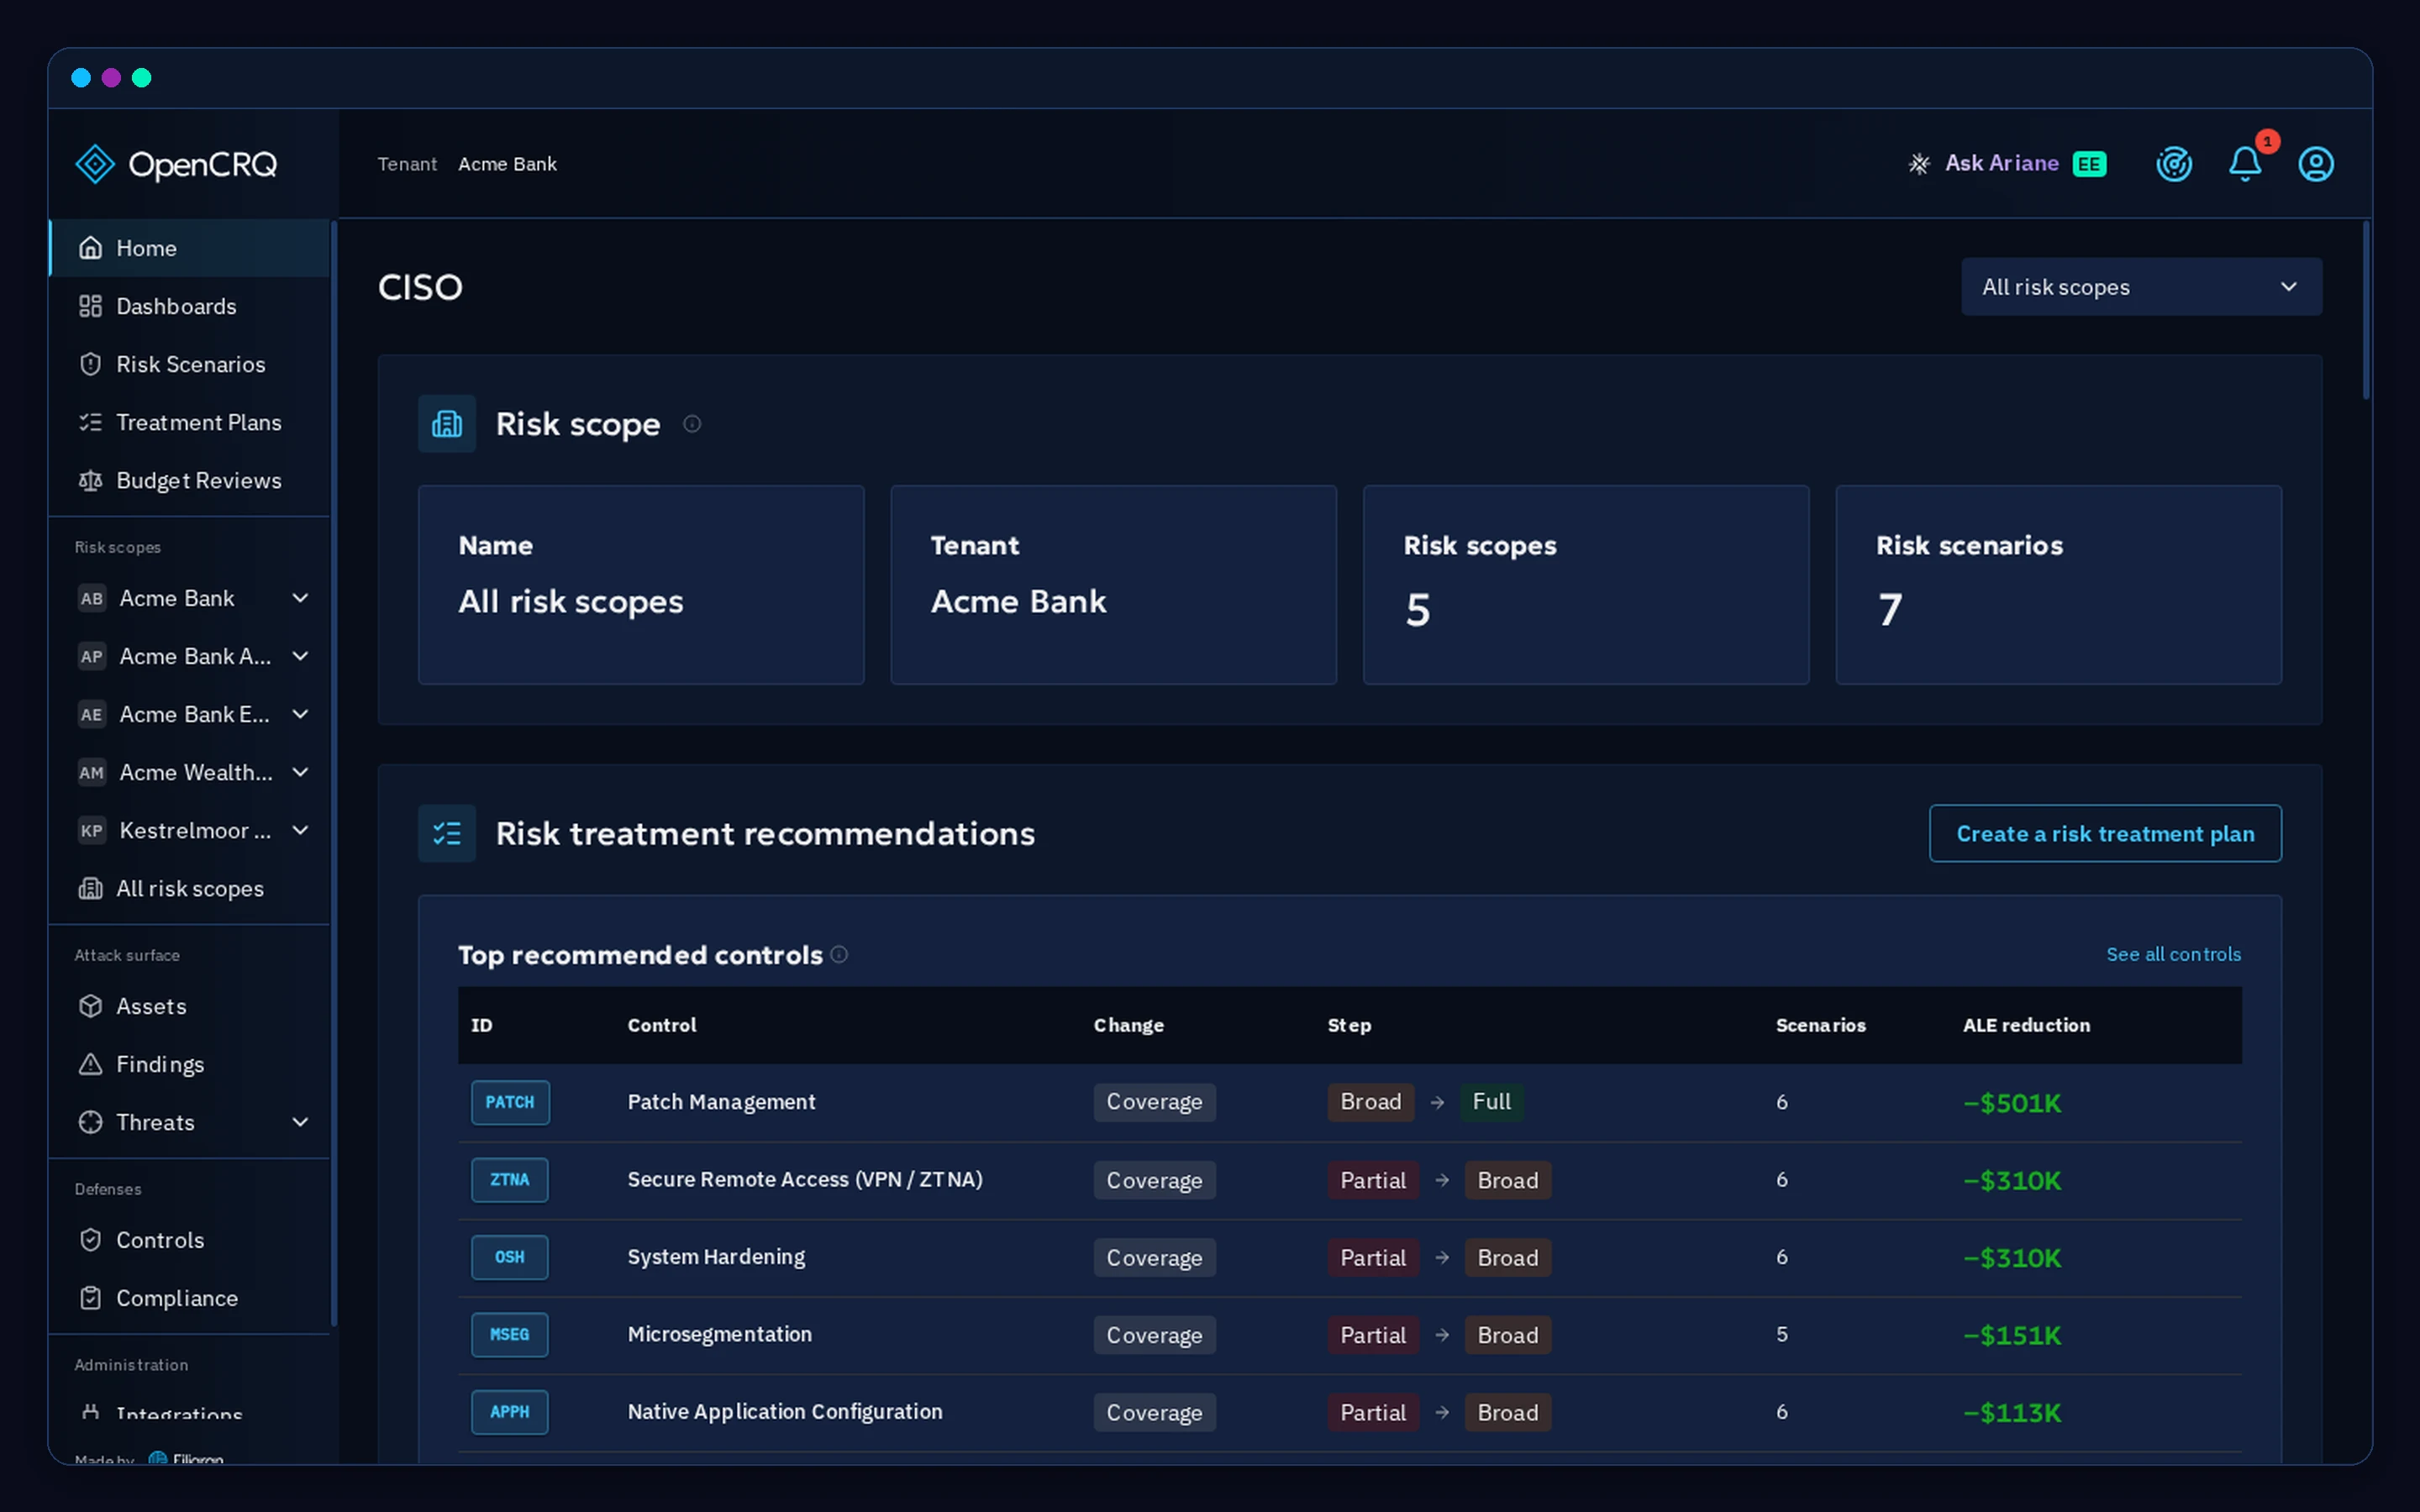 OpenCRQ
Tenant Acme Bank
Ask Ariane EE
1
Home
Dashboards
Risk Scenarios
Treatment Plans
Budget Reviews
Risk scopes
AB Acme Bank
AP Acme Bank A...
AE Acme Bank E...
AM Acme Wealth...
KP Kestrelmoor ...
All risk scopes
Attack surface
Assets
Findings
Threats
Defenses
Controls
Compliance
Administration
Integrations
Made by Filigran
CISO
All risk scopes
Risk scope
Name
All risk scopes
Tenant
Acme Bank
Risk scopes
5
Risk scenarios
7
Risk treatment recommendations
Create a risk treatment plan
Top recommended controls
See all controls
ID Control Change Step Scenarios ALE reduction
PATCH Patch Management Coverage Broad → Full 6 –$501K
ZTNA Secure Remote Access (VPN / ZTNA) Coverage Partial → Broad 6 –$310K
OSH System Hardening Coverage Partial → Broad 6 –$310K
MSEG Microsegmentation Coverage Partial → Broad 5 –$151K
APPH Native Application Configuration Coverage Partial → Broad 6 –$113K